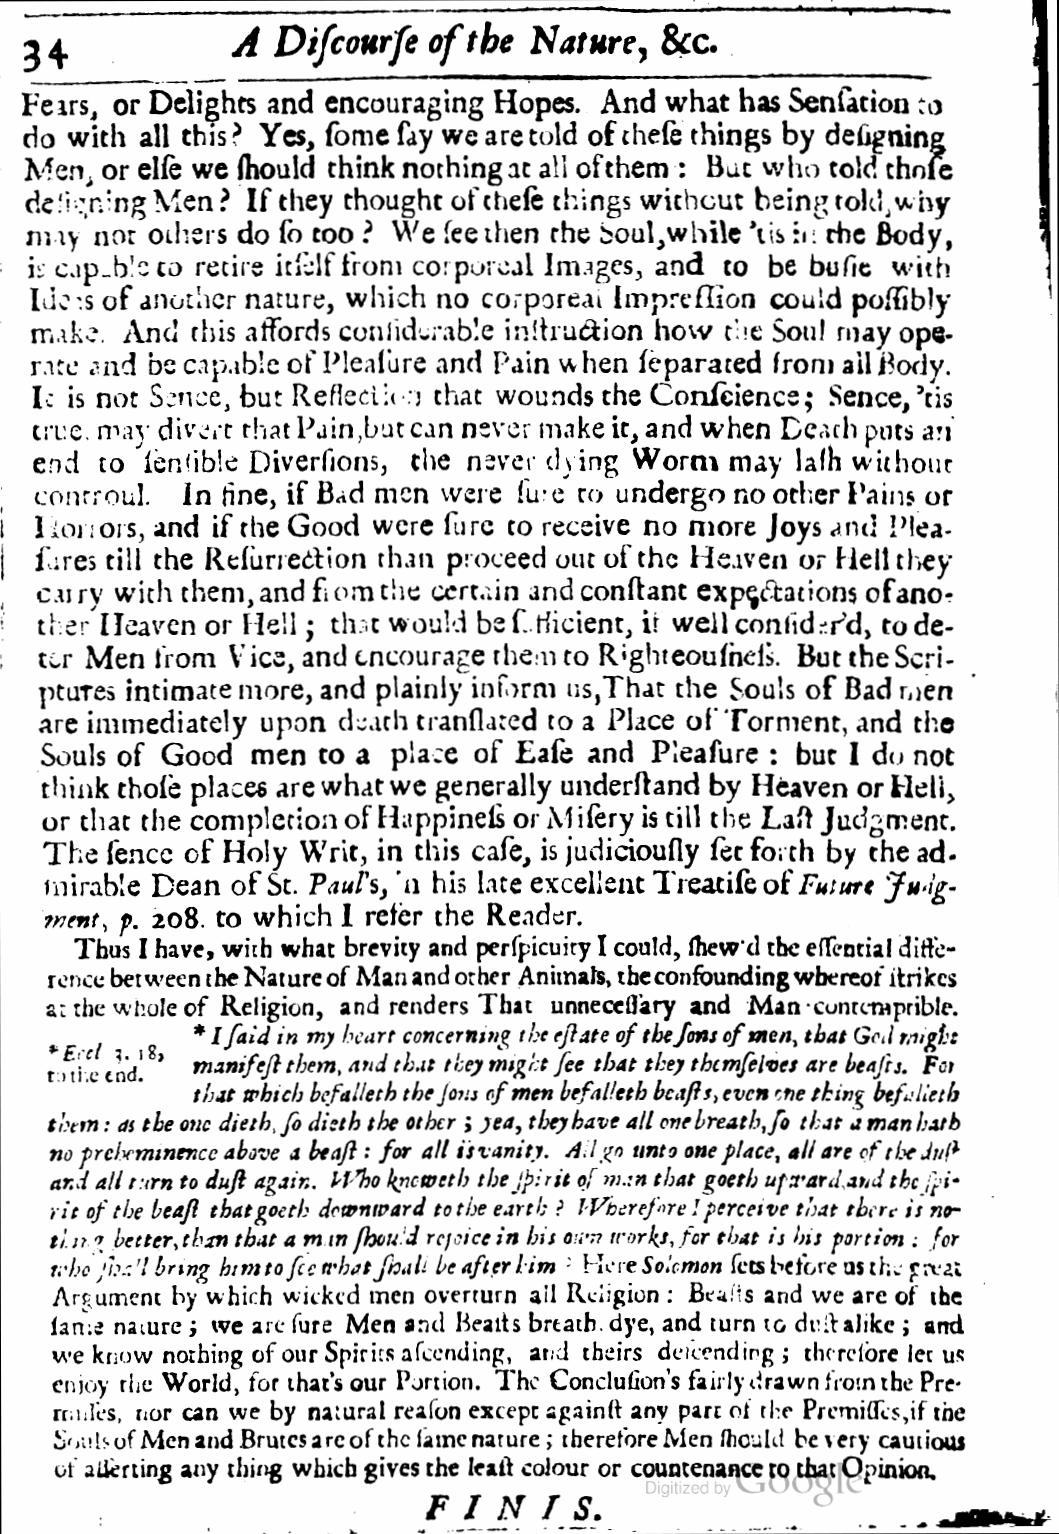 34 A Diſcourſe of the Nature, &c.
Fears, or Delights and encouraging Hopes. And what has Senſation to
do with all this? Yes, ſome ſay we are told of theſe things by deſigning
Men, or elſe we ſhould think nothing at all of them : But who told thoſe
deſigning Men? If they thought of theſe things without being told, why
may not others do ſo too? We ſee then the Soul, while 'tis in the Body,
is capable to retire itſelf from corporeal Images, and to be buſie with
Ideas of another nature, which no corporeal Impreſſion could poſſibly
make. And this affords conſiderable inſtruction how the Soul may ope-
rate and be capable of Pleaſure and Pain when ſeparated from all Body.
It is not Sence, but Reflection that wounds the Conſcience; Sence, 'tis
true, may divert that Pain, but can never make it, and when Death puts an
end to ſenſible Diverſions, the never dying Worm may laſh without
controul. In fine, if Bad men were ſure to undergo no other Pains or
Horrors, and if the Good were ſure to receive no more Joys and Plea-
ſures till the Reſurrection than proceed out of the Heaven or Hell they
carry with them, and from the certain and conſtant expectations of ano-
ther Heaven or Hell ; that would be ſufficient, if well conſider'd, to de-
ter Men from Vice, and encourage them to Righteouſneſs. But the Scri-
ptures intimate more, and plainly inform us, That the Souls of Bad men
are immediately upon death tranſlated to a Place of Torment, and the
Souls of Good men to a place of Eaſe and Pleaſure : but I do not
think thoſe places are what we generally underſtand by Heaven or Hell,
or that the completion of Happineſs or Miſery is till the Laſt Judgment.
The ſence of Holy Writ, in this caſe, is judiciouſly ſet forth by the ad-
mirable Dean of St. Paul's, in his late excellent Treatiſe of Future Judg-
ment, p. 208. to which I refer the Reader.
Thus I have, with what brevity and perſpicuity I could, ſhew'd the eſſential diffe-
rence between the Nature of Man and other Animals, the confounding whereof ſtrikes
at the whole of Religion, and renders That unneceſſary and Man contemptible.
* I ſaid in my heart concerning the eſtate of the ſons of men, that God might
* Eccl 3. 18,
to the end.
manifeſt them, and that they might ſee that they themſelves are beaſts. For
that which befalleth the ſons of men befalleth beaſts, even one thing befalleth
them : as the one dieth, ſo dieth the other ; yea, they have all one breath, ſo that a man hath
no preheminence above a beaſt : for all is vanity. All go unto one place, all are of the duſt
and all turn to duſt again. Who knoweth the ſpirit of man that goeth upward, and the ſpi-
rit of the beaſt that goeth downward to the earth ? Wherefore I perceive that there is no-
thing better, than that a man ſhould rejoice in his own works, for that is his portion : for
who ſhall bring him to ſee what ſhall be after him ? Here Solomon ſets before us the great
Argument by which wicked men overturn all Religion : Beaſts and we are of the
ſame nature ; we are ſure Men and Beaſts breath, dye, and turn to duſt alike ; and
we know nothing of our Spirits aſcending, and theirs deſcending ; therefore let us
enjoy the World, for that's our Portion. The Concluſion's fairly drawn from the Pre-
miſſes, nor can we by natural reaſon except againſt any part of the Premiſſes, if the
Souls of Men and Brutes are of the ſame nature ; therefore Men ſhould be very cautious
of aſſerting any thing which gives the leaſt colour or countenance to that Opinion.
Digitized by Google
FINIS.